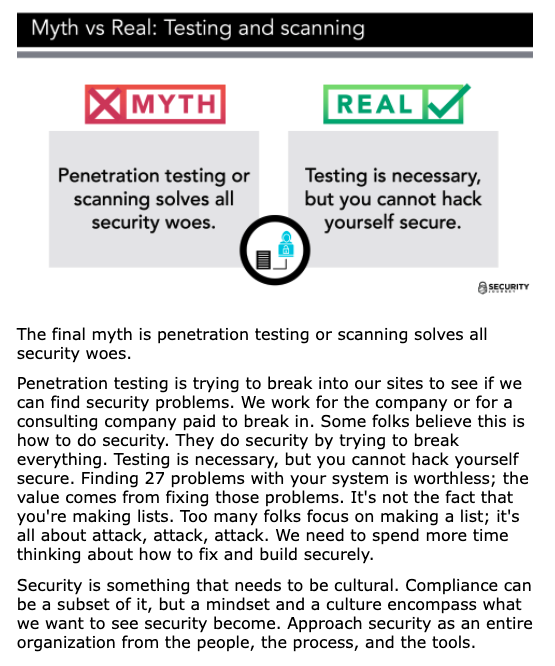 Myth vs Real: Testing and scanning
MYTH
REAL
Penetration testing or
scanning solves all
security woes.
Testing is necessary,
but you cannot hack
yourself secure.
SECURITY
JOURNEY
The final myth is penetration testing or scanning solves all
security woes.
Penetration testing is trying to break into our sites to see if we
can find security problems. We work for the company or for a
consulting company paid to break in. Some folks believe this is
how to do security. They do security by trying to break
everything. Testing is necessary, but you cannot hack yourself
secure. Finding 27 problems with your system is worthless; the
value comes from fixing those problems. It's not the fact that
you're making lists. Too many folks focus on making a list; it's
all about attack, attack, attack. We need to spend more time
thinking about how to fix and build securely.
Security is something that needs to be cultural. Compliance can
be a subset of it, but a mindset and a culture encompass what
we want to see security become. Approach security as an entire
organization from the people, the process, and the tools.